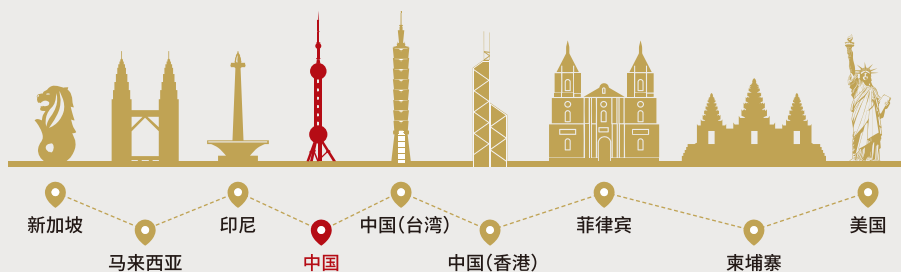 新加坡
马来西亚
印尼
中国
中国(台湾)
中国(香港)
菲律宾
柬埔寨
美国